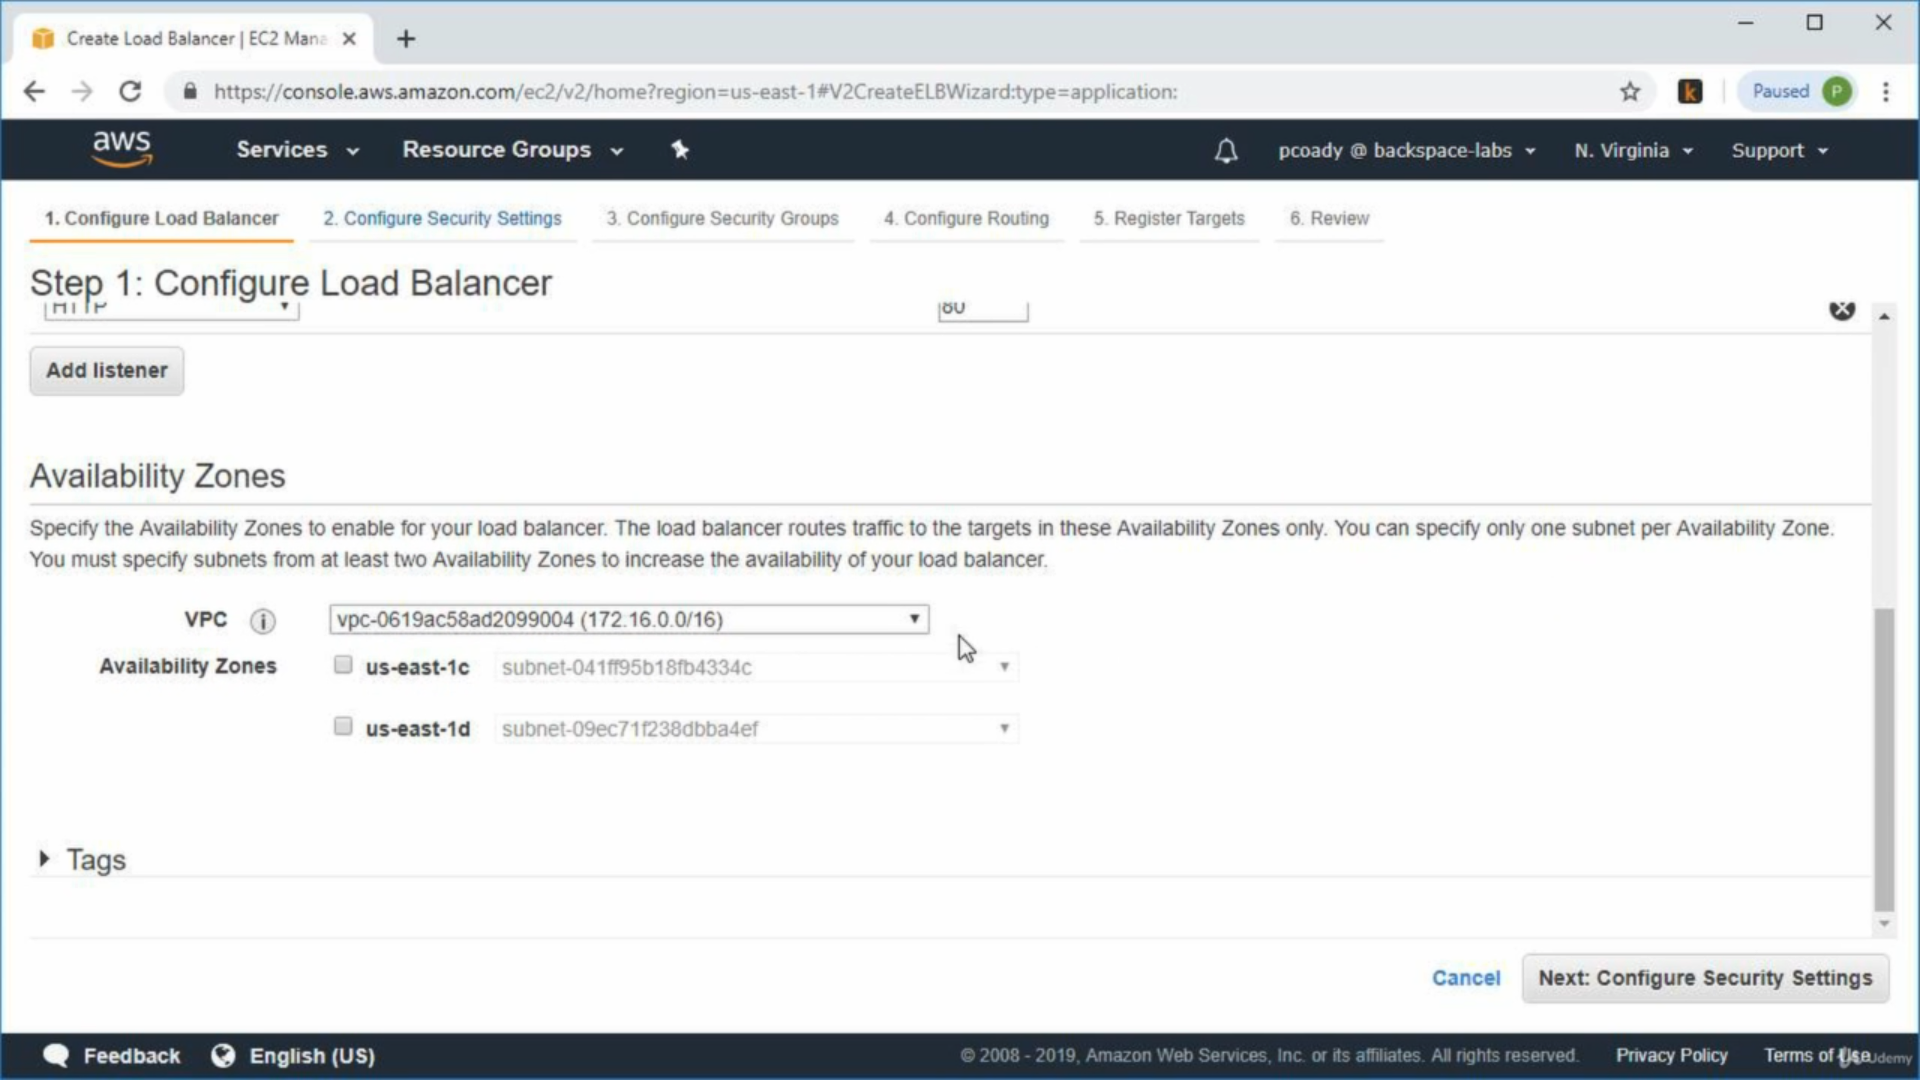 Create Load Balancer | EC2 Mana
https://console.aws.amazon.com/ec2/v2/home?region=us-east-1#V2CreateELBWizard:type=application:
k
Paused P
aws Services Resource Groups pcoady @ backspace-labs N. Virginia Support
1. Configure Load Balancer 2. Configure Security Settings 3. Configure Security Groups 4. Configure Routing 5. Register Targets 6. Review
Step 1: Configure Load Balancer
HTTP 80
Add listener
Availability Zones
Specify the Availability Zones to enable for your load balancer. The load balancer routes traffic to the targets in these Availability Zones only. You can specify only one subnet per Availability Zone.
You must specify subnets from at least two Availability Zones to increase the availability of your load balancer.
VPC i vpc-0619ac58ad2099004 (172.16.0.0/16)
Availability Zones us-east-1c subnet-041ff95b18fb4334c
us-east-1d subnet-09ec71f238dbba4ef
Tags
Cancel Next: Configure Security Settings
Feedback English (US) © 2008 - 2019, Amazon Web Services, Inc. or its affiliates. All rights reserved. Privacy Policy Terms of Use
Udemy